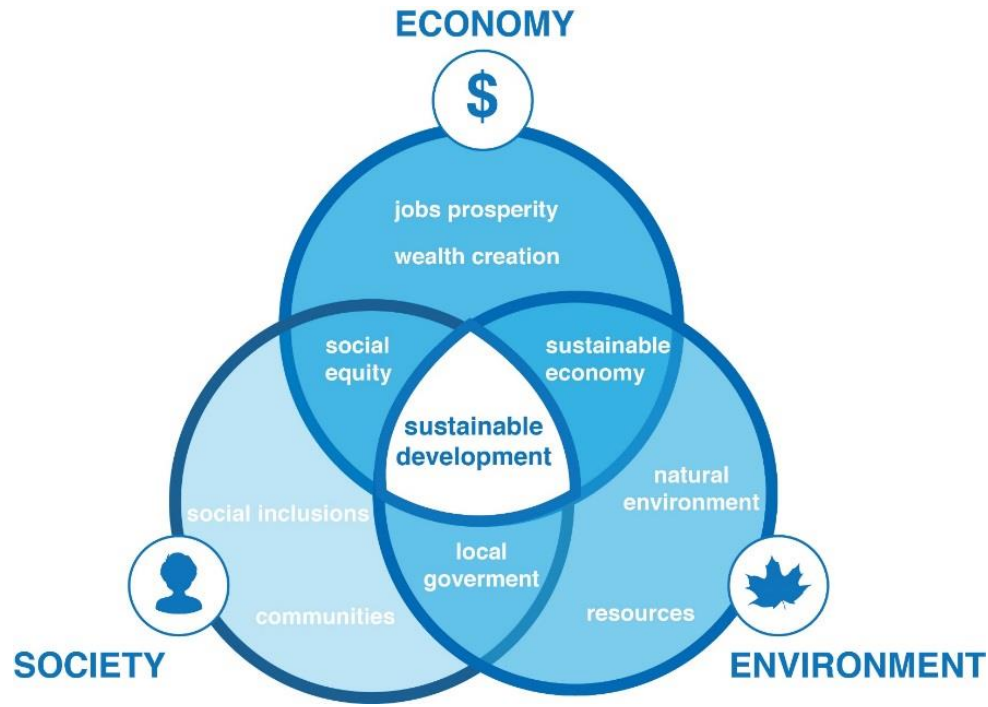 ECONOMY
$
jobs prosperity
wealth creation
social
equity
sustainable
economy
sustainable
development
natural
environment
social inclusions
local
goverment
communities
resources
SOCIETY
ENVIRONMENT